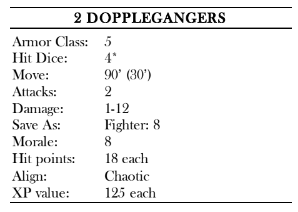 2 DOPPLEGANGERS
Armor Class: 5
Hit Dice: 4*
Move: 90’ (30’)
Attacks: 2
Damage: 1-12
Save As: Fighter: 8
Morale: 8
Hit points: 18 each
Align: Chaotic
XP value: 125 each